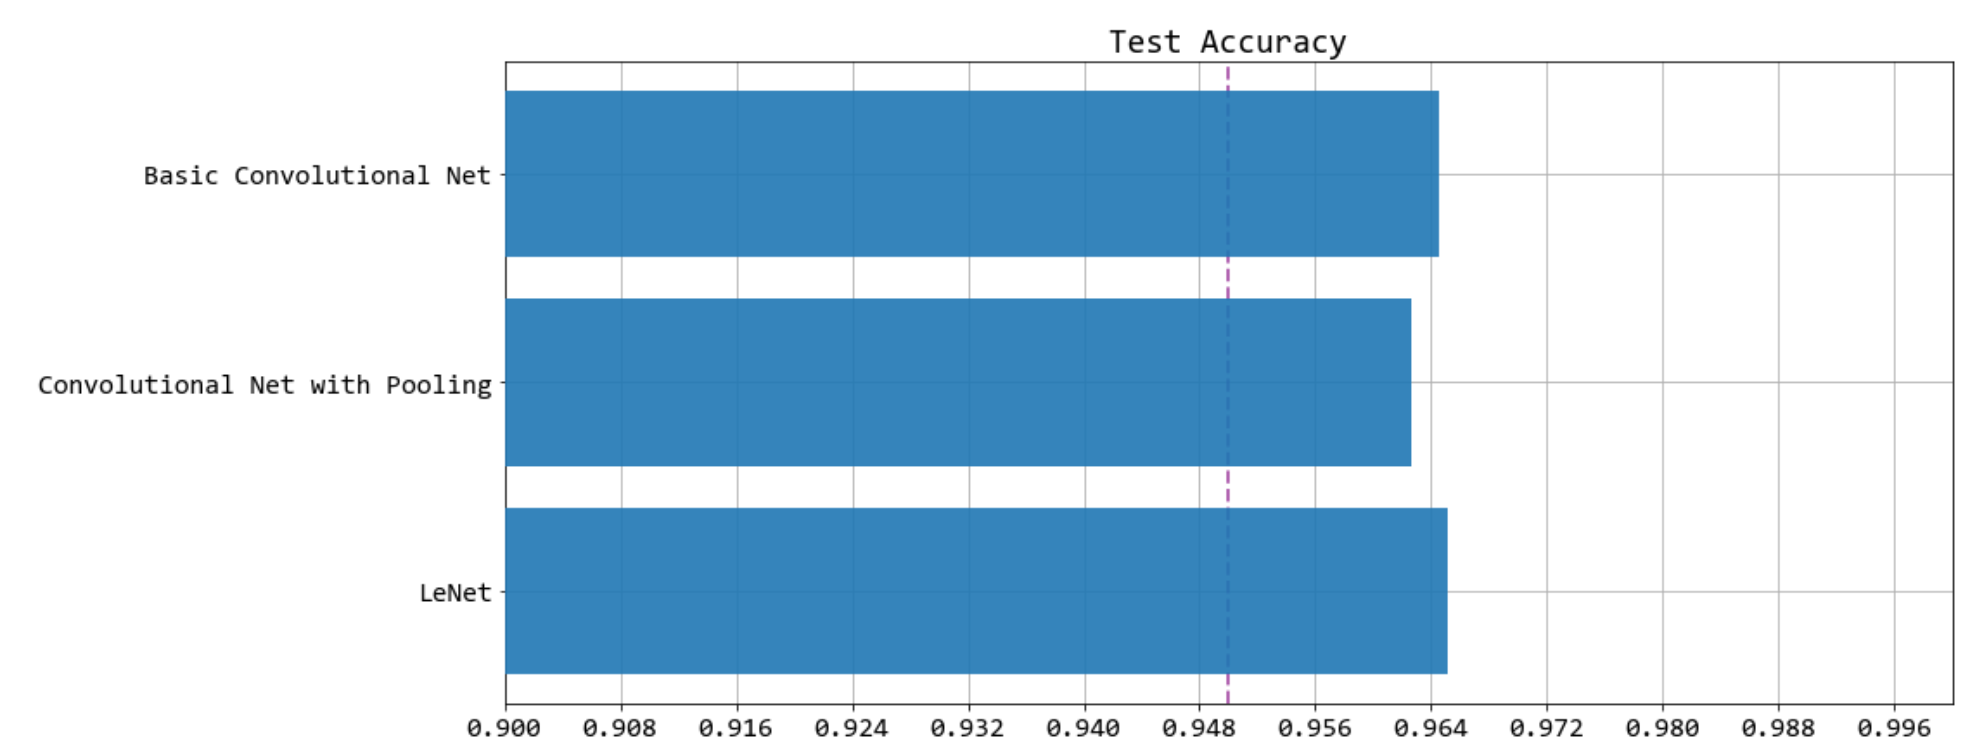 Test Accuracy
Basic Convolutional Net
Convolutional Net with Pooling
LeNet
0.900 0.908 0.916 0.924 0.932 0.940 0.948 0.956 0.964 0.972 0.980 0.988 0.996